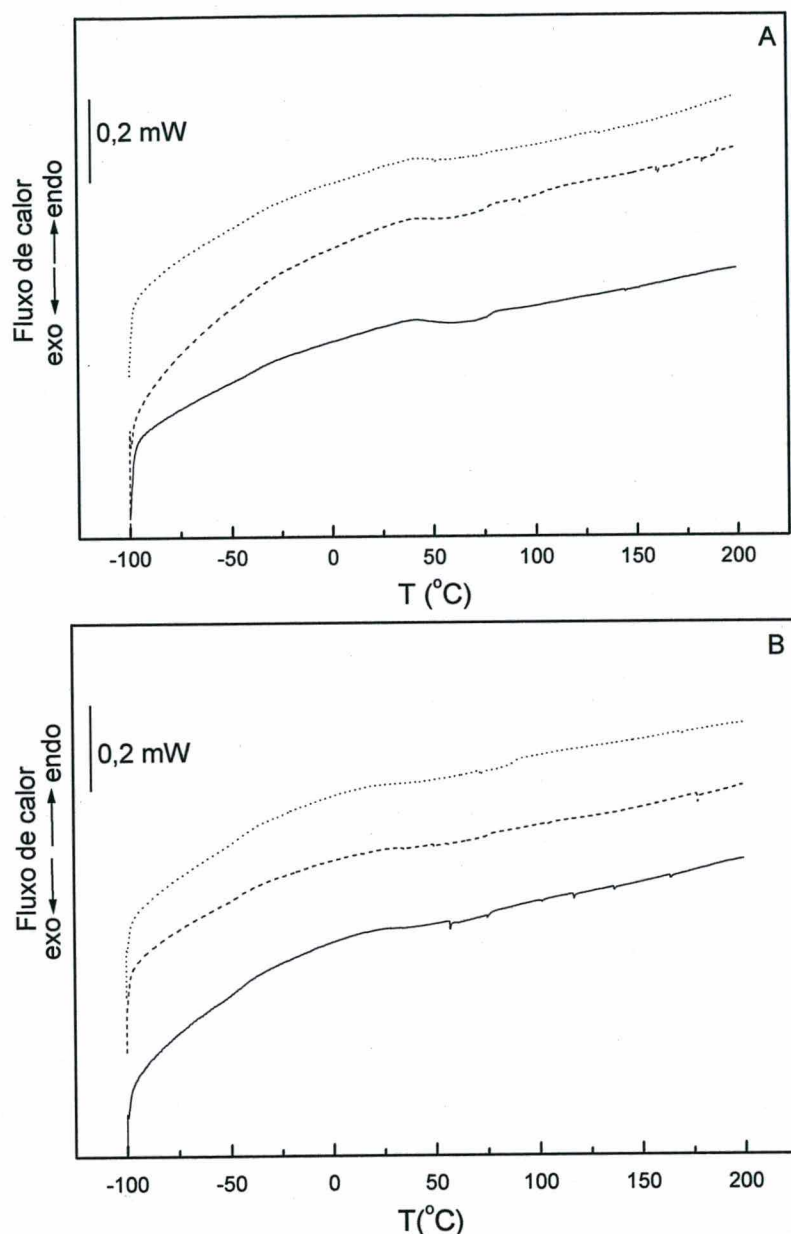 A
0,2 mW
Fluxo de calor
exo ←— —→ endo
-100 -50 0 50 100 150 200
T (°C)
B
0,2 mW
Fluxo de calor
exo ←— —→ endo
-100 -50 0 50 100 150 200
T(°C)